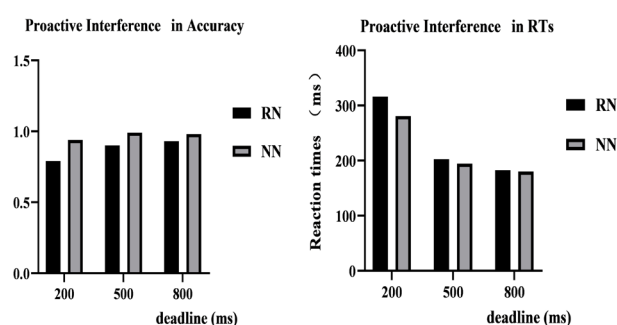 Proactive Interference in Accuracy
1.5
1.0
0.5
0.0
200 500 800
deadline (ms)
RN
NN
Proactive Interference in RTs
Reaction times （ms）
400
300
200
100
0
200 500 800
deadline (ms)
RN
NN